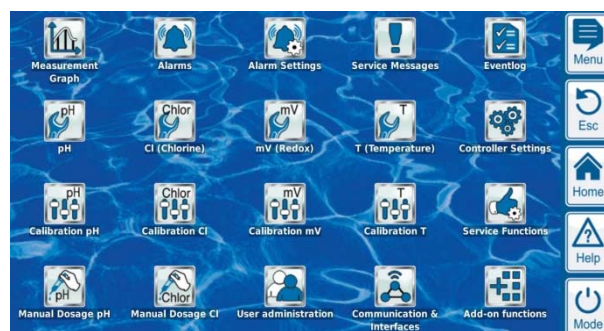 Measurement
Graph
Alarms
Alarm Settings
Service Messages
Eventlog
Menu
pH
pH
Chlor
Cl (Chlorine)
mV
mV (Redox)
T
T (Temperature)
Controller Settings
Esc
Home
pH
Calibration pH
Chlor
Calibration Cl
mV
Calibration mV
T
Calibration T
Service Functions
Help
pH
Manual Dosage pH
Chlor
Manual Dosage Cl
User administration
Communication &
Interfaces
Add-on functions
Mode